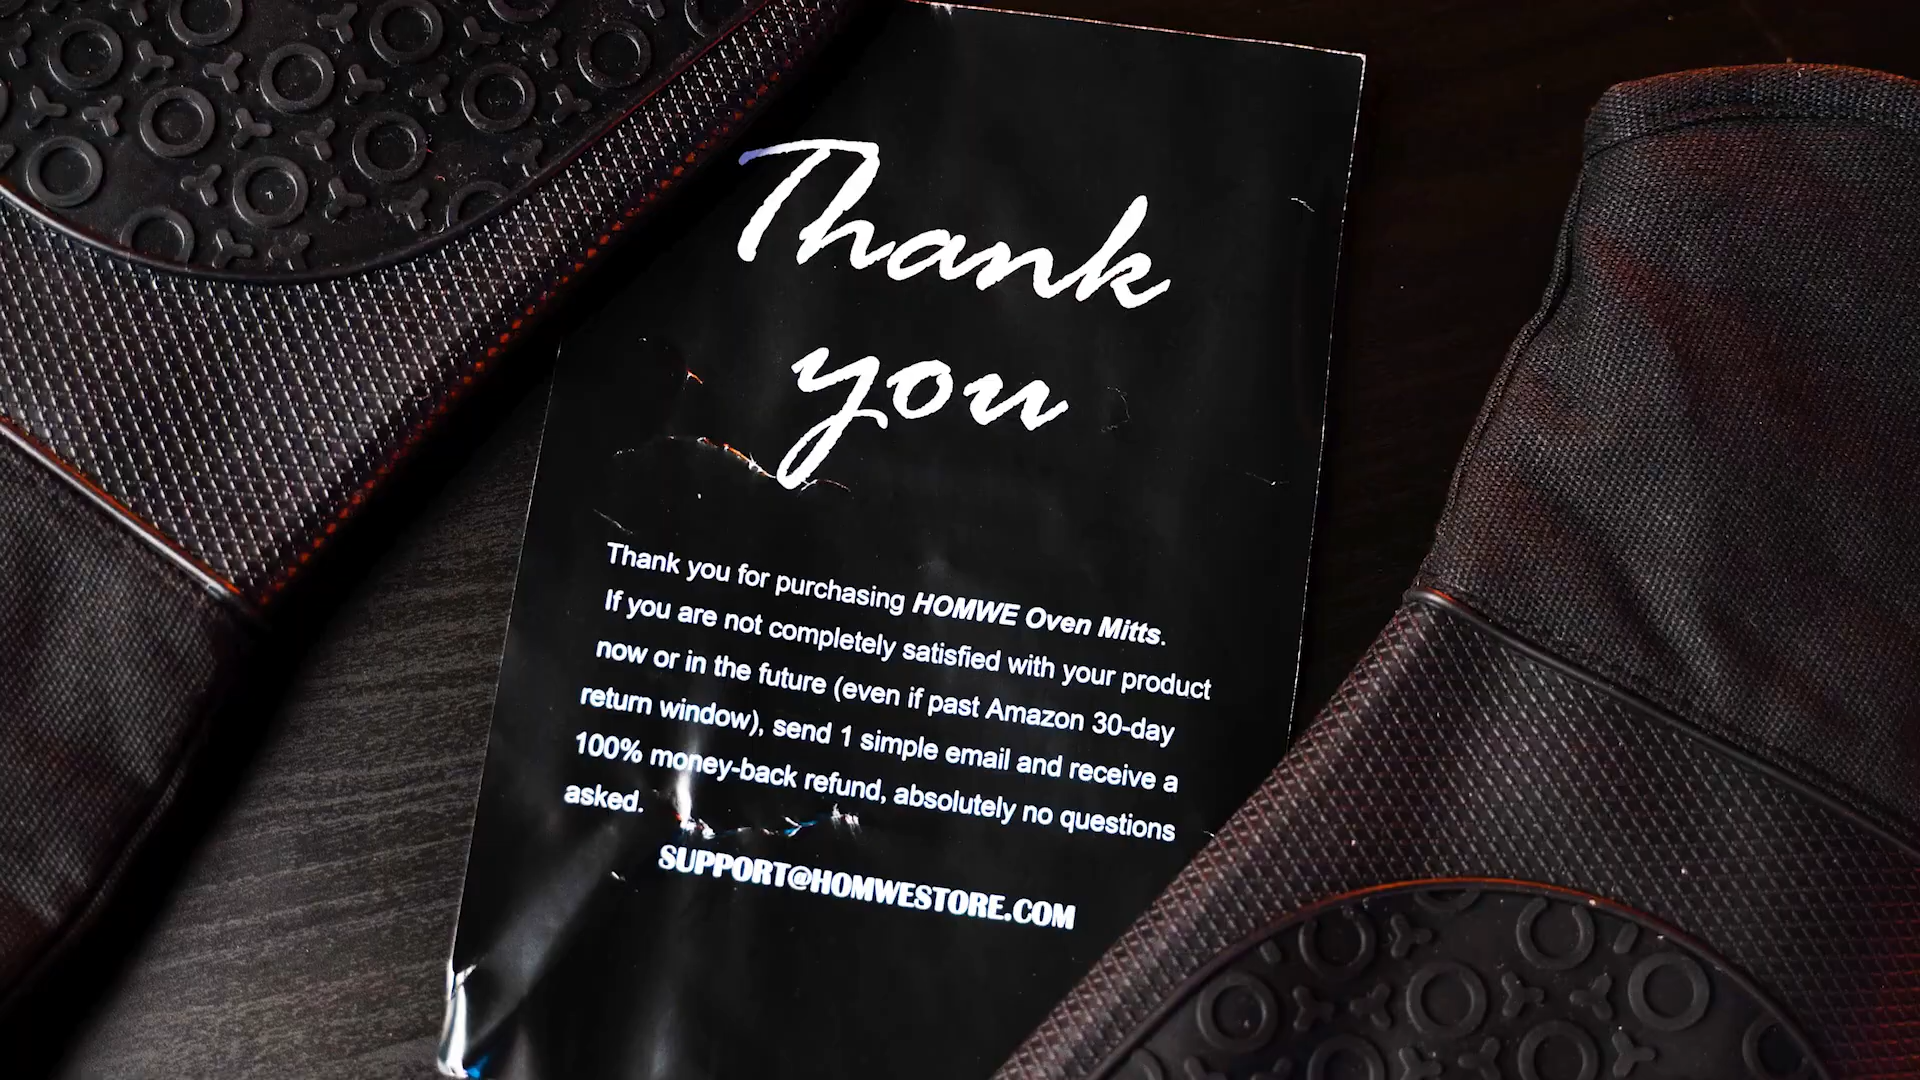 Thank
you
Thank you for purchasing HOMWE Oven Mitts.
If you are not completely satisfied with your product
now or in the future (even if past Amazon 30-day
return window), send 1 simple email and receive a
100% money-back refund, absolutely no questions
asked.
SUPPORT@HOMWESTORE.COM